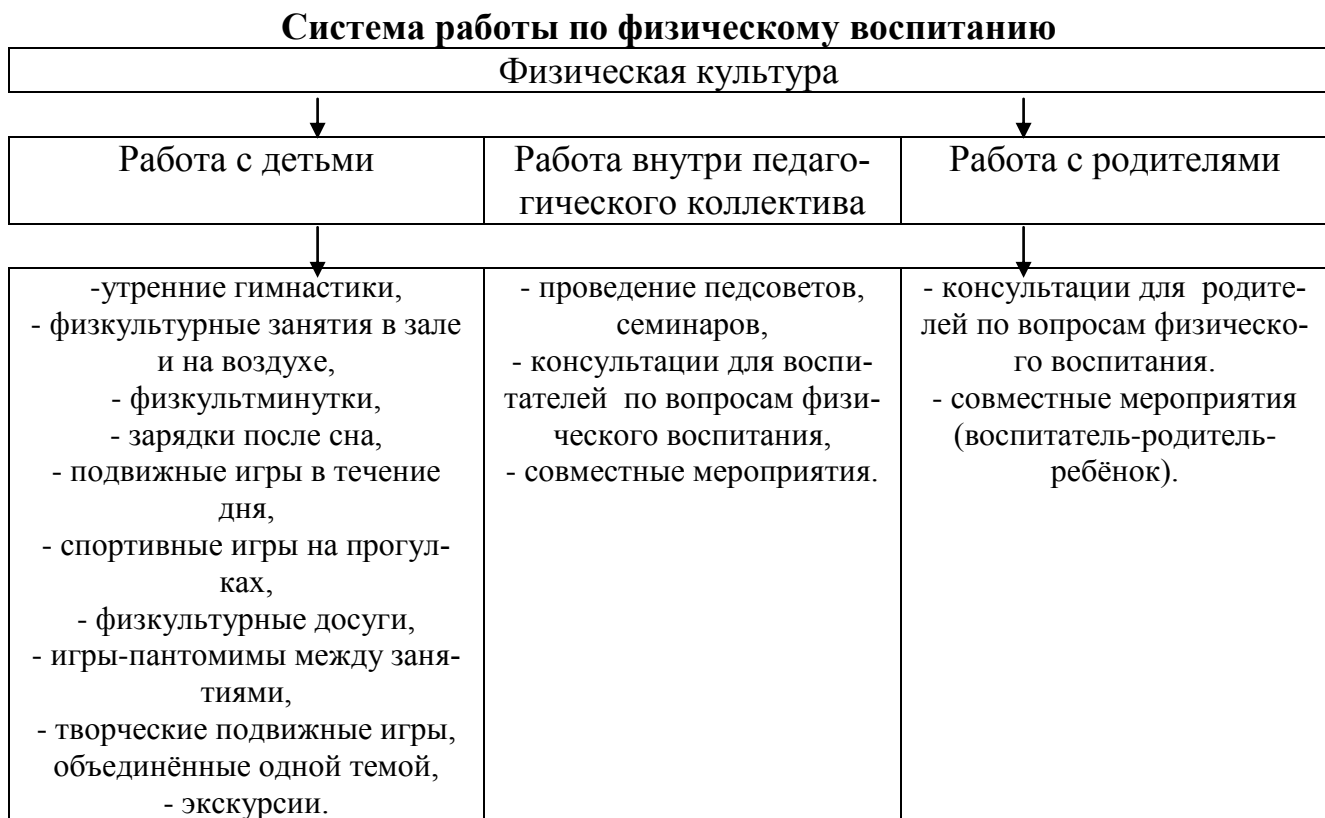 Система работы по физическому воспитанию
Физическая культура
Работа с детьми
Работа внутри педаго-
гического коллектива
Работа с родителями
-утренние гимнастики,
- физкультурные занятия в зале
и на воздухе,
- физкультминутки,
- зарядки после сна,
- подвижные игры в течение
дня,
- спортивные игры на прогул-
ках,
- физкультурные досуги,
- игры-пантомимы между заня-
тиями,
- творческие подвижные игры,
объединённые одной темой,
- экскурсии.
- проведение педсоветов,
семинаров,
- консультации для воспи-
тателей по вопросам физи-
ческого воспитания,
- совместные мероприятия.
- консультации для родите-
лей по вопросам физическо-
го воспитания.
- совместные мероприятия
(воспитатель-родитель-
ребёнок).